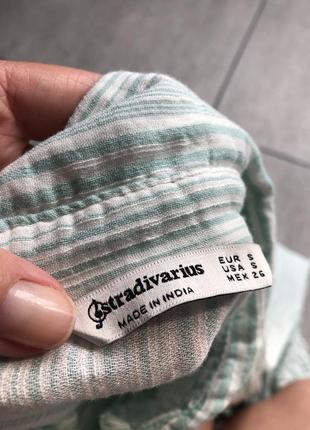 stradivarius
MADE IN INDIA
EUR S
USA S
MEX 26